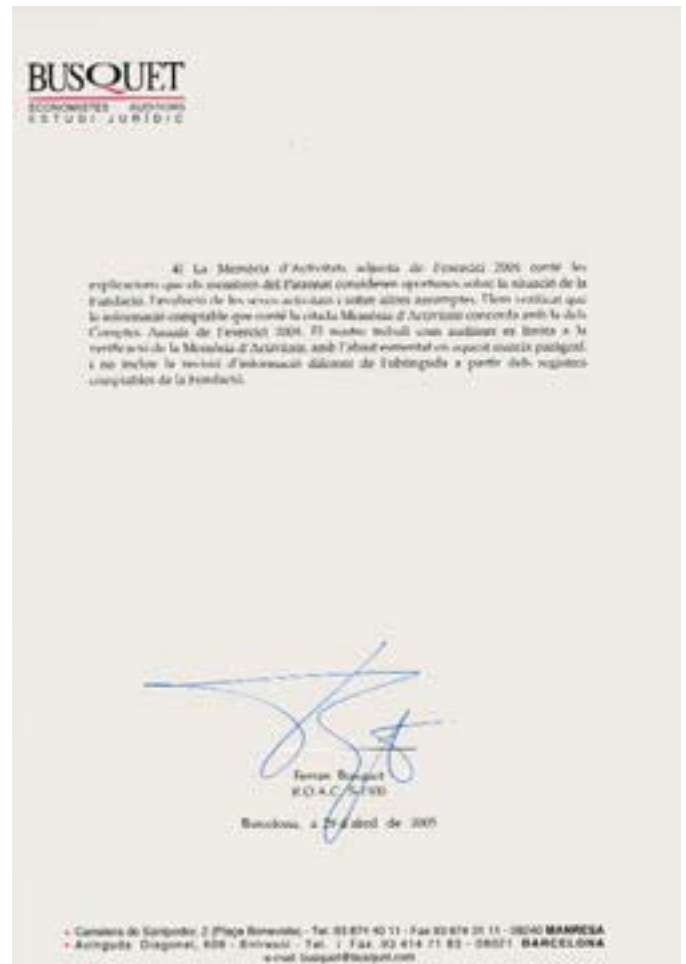 BUSQUET
ECONOMISTES AUDITORS
ESTUDI JURÍDIC
4) La Memòria d'Activitats adjunta de l'exercici 2004 conté les
explicacions que els membres del Patronat consideren oportunes sobre la situació de la
Fundació, l'evolució de les seves activitats i sobre altres assumptes. Hem verificat que
la informació comptable que conté la citada Memòria d'Activitats concorda amb la dels
Comptes Anuals de l'exercici 2004. El nostre treball com auditors es limita a la
verificació de la Memòria d'Activitats, amb l'abast esmentat en aquest mateix paràgraf,
i no inclou la revisió d'informació diferent de l'obtinguda a partir dels registres
comptables de la Fundació.
Ferran Busquet
R.O.A.C.
Barcelona, a 29 d'abril de 2005
Carretera de Santpedor, 2 (Plaça Bonavista) - Tel. 93 874 40 11 - Fax 93 874 31 11 - 08240 MANRESA
Avinguda Diagonal, - Entresol - Tel. i Fax 93 414 71 83 - 08021 BARCELONA
e-mail: busquet@busquet.com